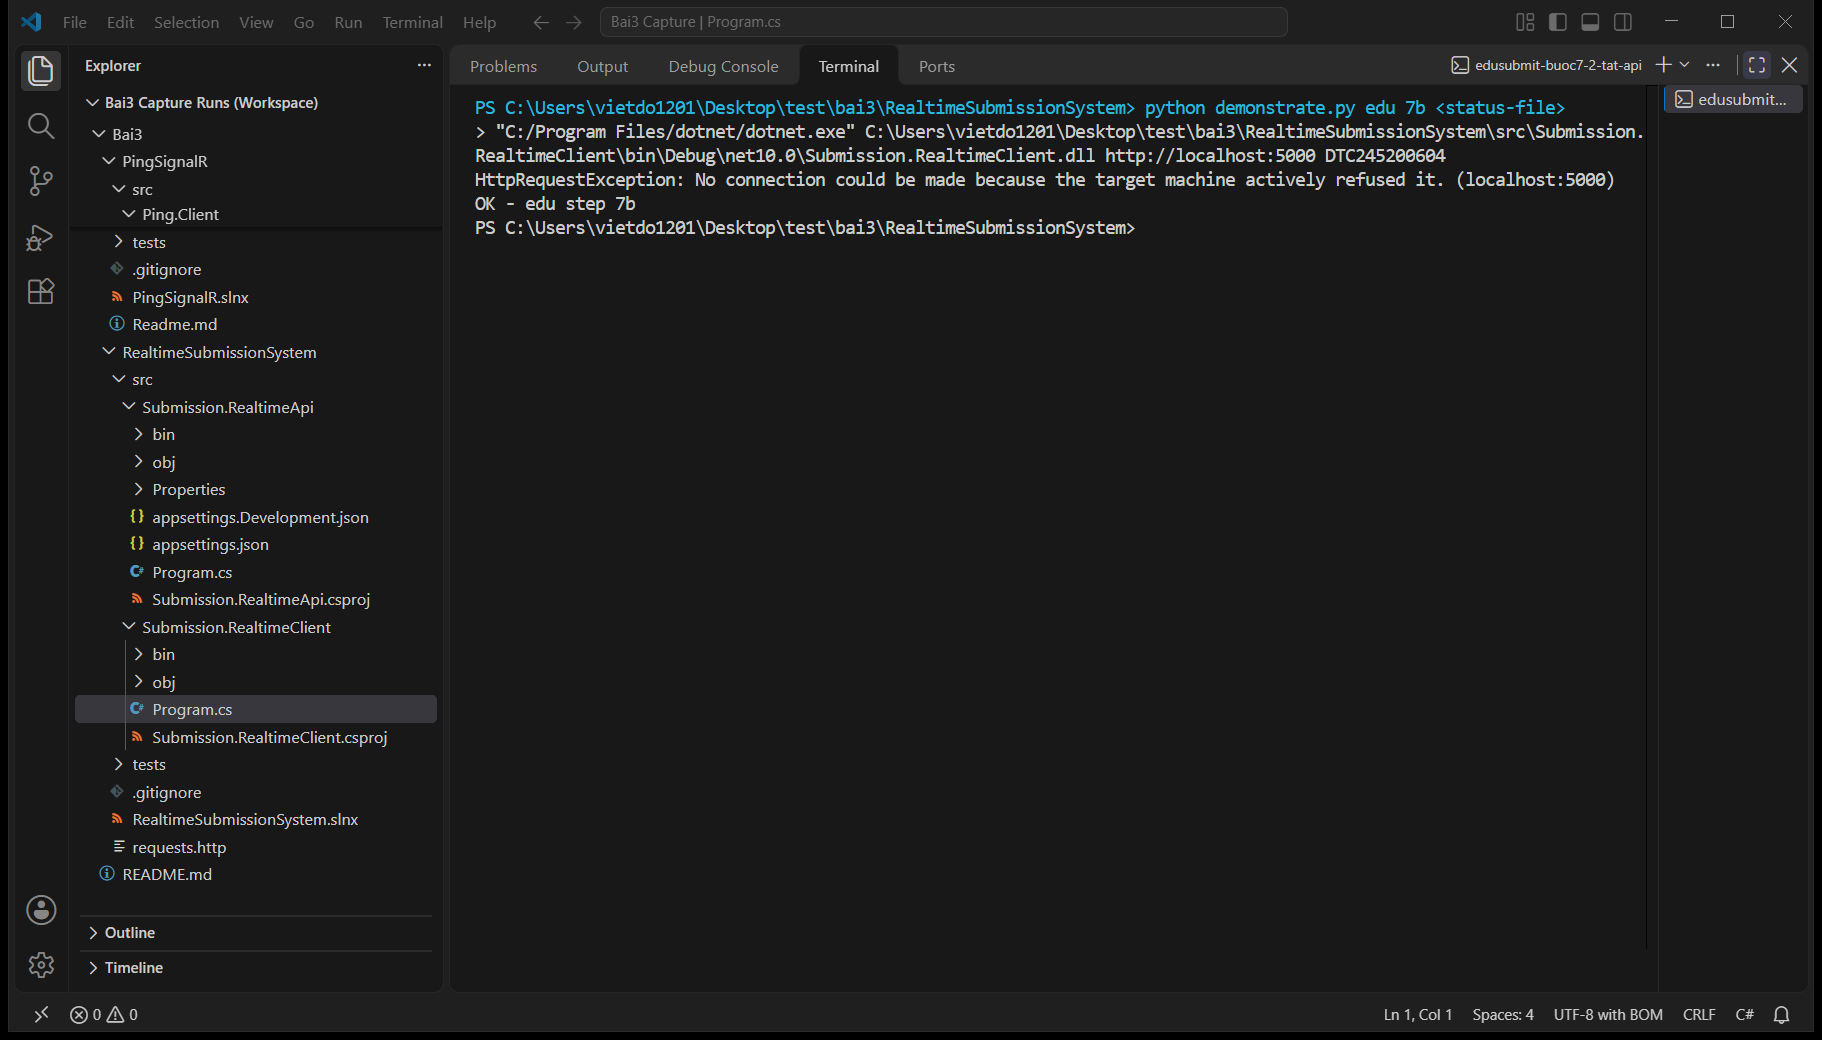 File Edit Selection View Go Run Terminal Help
Bai3 Capture | Program.cs
Explorer
Bai3 Capture Runs (Workspace)
Bai3
PingSignalR
src
Ping.Client
tests
.gitignore
PingSignalR.slnx
Readme.md
RealtimeSubmissionSystem
src
Submission.RealtimeApi
bin
obj
Properties
appsettings.Development.json
appsettings.json
Program.cs
Submission.RealtimeApi.csproj
Submission.RealtimeClient
bin
obj
Program.cs
Submission.RealtimeClient.csproj
tests
.gitignore
RealtimeSubmissionSystem.slnx
requests.http
README.md
Outline
Timeline
Problems Output Debug Console Terminal Ports
edusubmit-buoc7-2-tat-api
edusubmit...
PS C:\Users\vietdo1201\Desktop\test\bai3\RealtimeSubmissionSystem> python demonstrate.py edu 7b <status-file>
> "C:/Program Files/dotnet/dotnet.exe" C:\Users\vietdo1201\Desktop\test\bai3\RealtimeSubmissionSystem\src\Submission.
RealtimeClient\bin\Debug\net10.0\Submission.RealtimeClient.dll http://localhost:5000 DTC245200604
HttpRequestException: No connection could be made because the target machine actively refused it. (localhost:5000)
OK - edu step 7b
PS C:\Users\vietdo1201\Desktop\test\bai3\RealtimeSubmissionSystem>
0 0
Ln 1, Col 1 Spaces: 4 UTF-8 with BOM CRLF C#